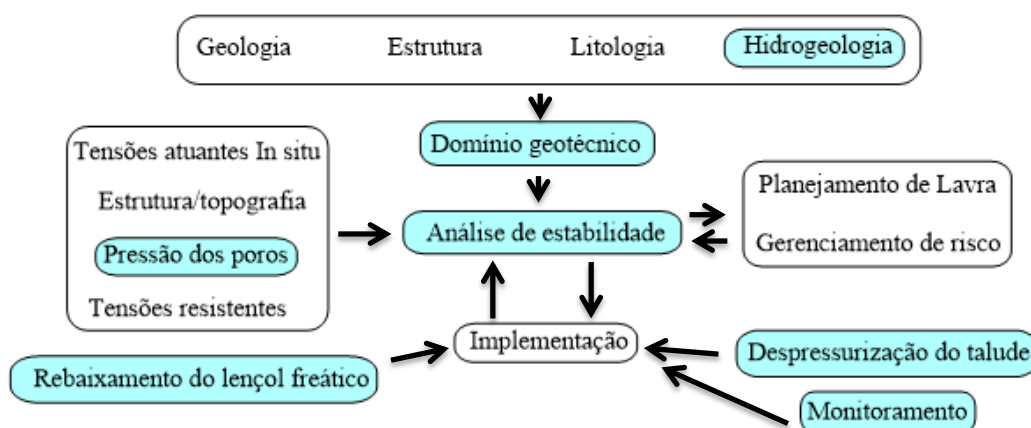 Geologia Estrutura Litologia Hidrogeologia
Domínio geotécnico
Tensões atuantes In situ
Estrutura/topografia
Pressão dos poros
Tensões resistentes
Análise de estabilidade
Planejamento de Lavra
Gerenciamento de risco
Implementação
Rebaixamento do lençol freático
Despressurização do talude
Monitoramento